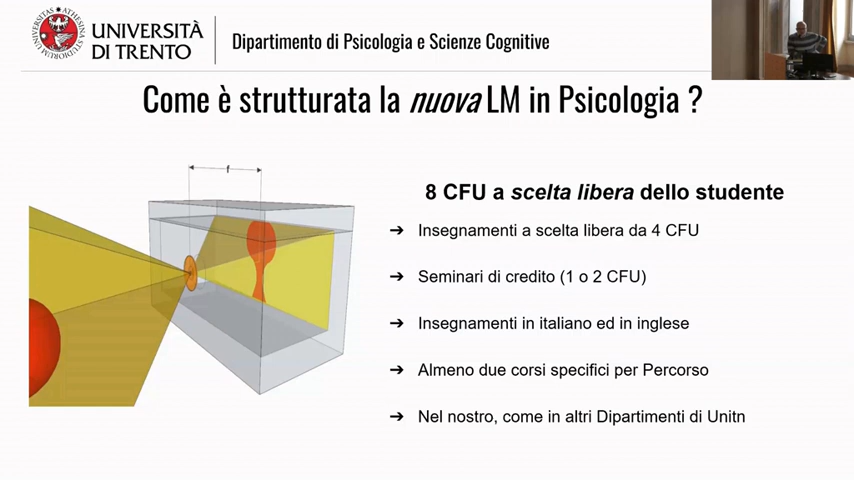 UNIVERSITÀ
DI TRENTO
Dipartimento di Psicologia e Scienze Cognitive
Come è strutturata la nuova LM in Psicologia ?
f
8 CFU a scelta libera dello studente
➔ Insegnamenti a scelta libera da 4 CFU
➔ Seminari di credito (1 o 2 CFU)
➔ Insegnamenti in italiano ed in inglese
➔ Almeno due corsi specifici per Percorso
➔ Nel nostro, come in altri Dipartimenti di Unitn